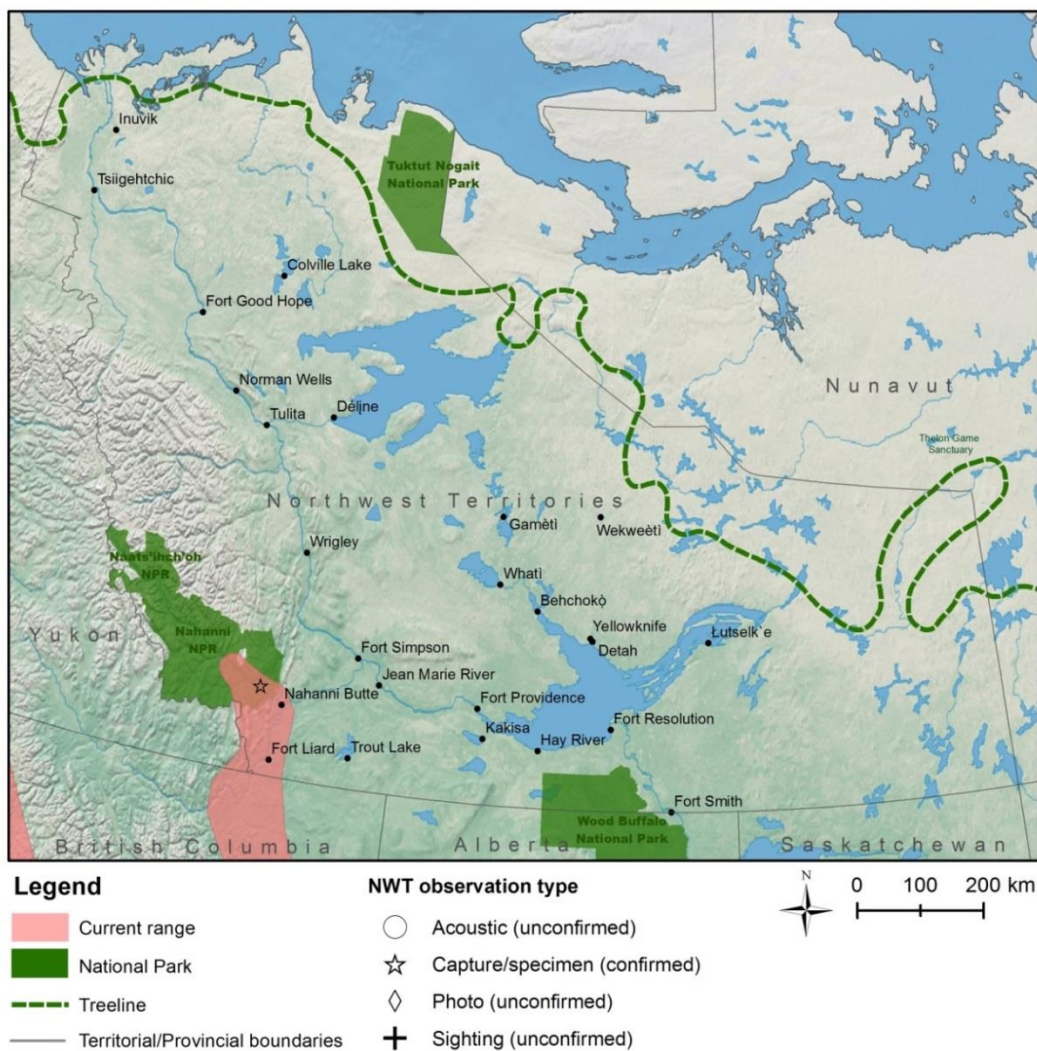 Inuvik
Tuktut Nogait
National Park
Tsiigehtchic
Colville Lake
Fort Good Hope
Nunavut
Norman Wells
Délı̨ne
Tulita
Thelon Game
Sanctuary
Northwest Territories
Gamètì
Wekweètì
Wrigley
Naats'ihch'oh
NPR
Whatì
Behchokǫ̀
Yukon
Nahanni
NPR
Yellowknife
Detah
Łutselk`e
Fort Simpson
Jean Marie River
Nahanni Butte
Fort Providence
Fort Resolution
Kakisa
Hay River
Fort Liard
Trout Lake
Fort Smith
Wood Buffalo
National Park
British Columbia
Alberta
Saskatchewan
Legend
Current range
National Park
Treeline
Territorial/Provincial boundaries
NWT observation type
Acoustic (unconfirmed)
Capture/specimen (confirmed)
Photo (unconfirmed)
Sighting (unconfirmed)
N
0 100 200 km